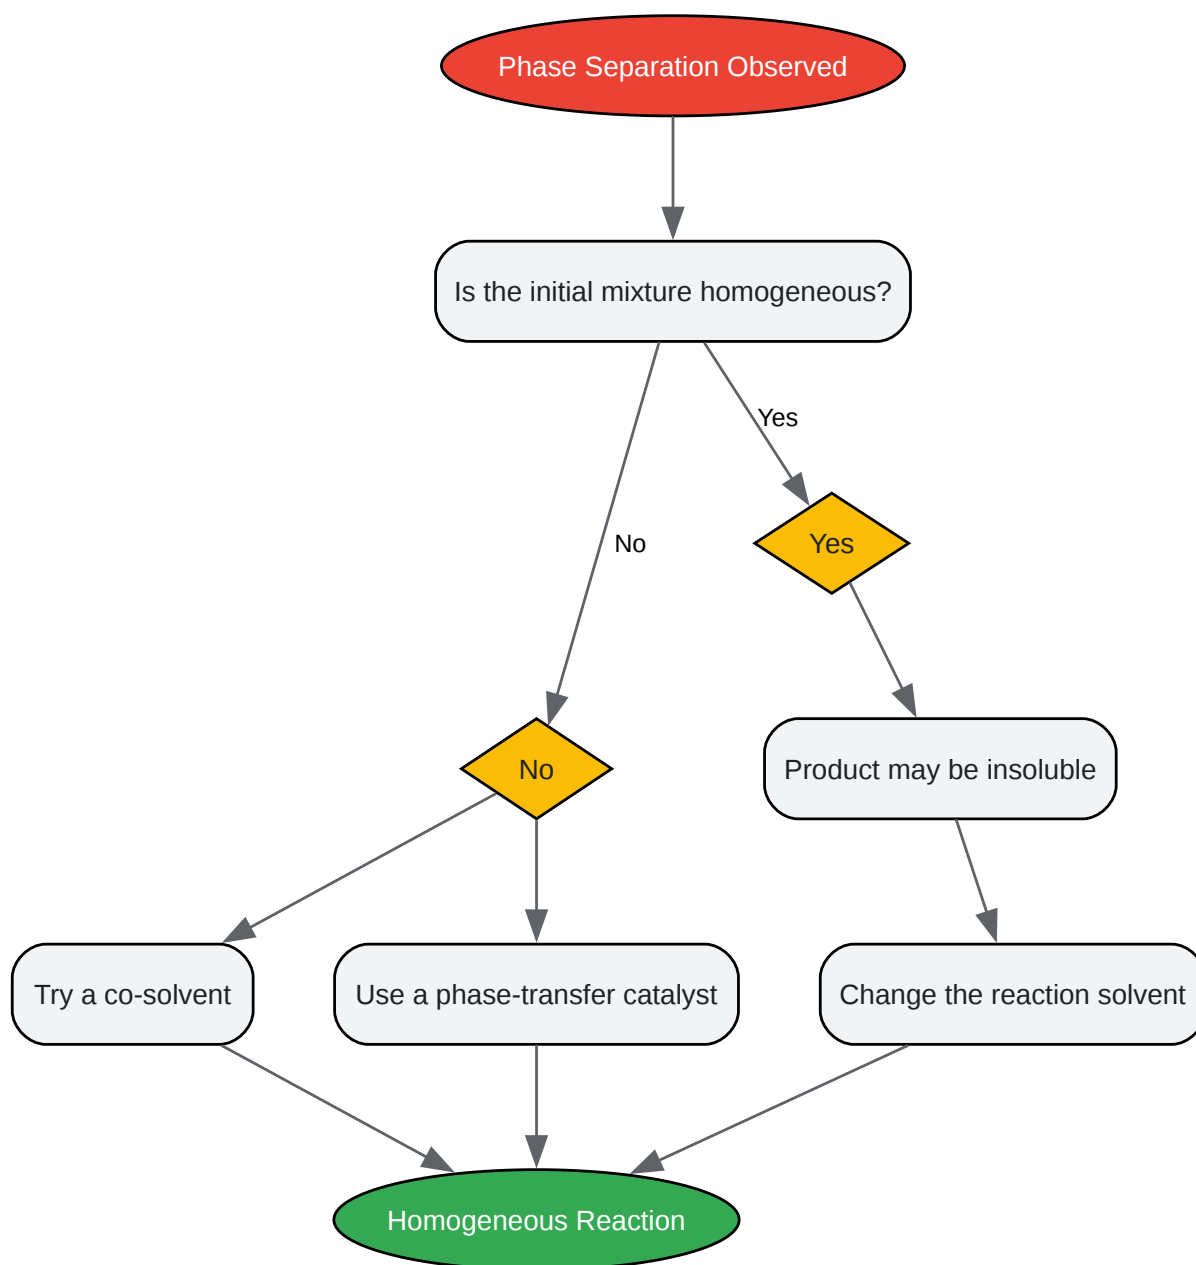 Phase Separation Observed
Is the initial mixture homogeneous?
Yes
No
Yes
No
Product may be insoluble
Try a co-solvent
Use a phase-transfer catalyst
Change the reaction solvent
Homogeneous Reaction